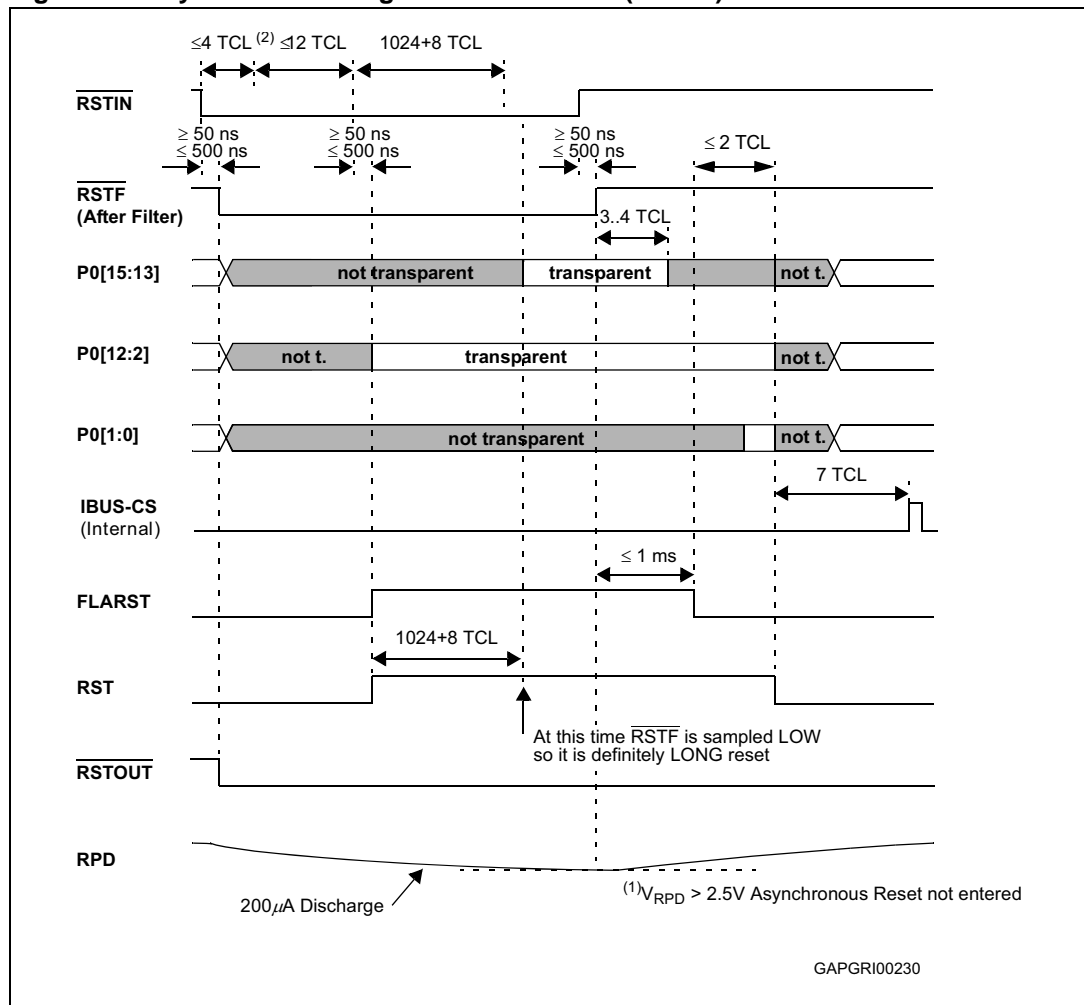 ≤4 TCL (2) ≤12 TCL 1024+8 TCL
RSTIN
≥ 50 ns ≥ 50 ns ≥ 50 ns
≤ 500 ns ≤ 500 ns ≤ 500 ns
≤ 2 TCL
RSTF
(After Filter)
3..4 TCL
P0[15:13] not transparent transparent not t.
P0[12:2] not t. transparent not t.
P0[1:0] not transparent not t.
7 TCL
IBUS-CS
(Internal)
≤ 1 ms
FLARST
1024+8 TCL
RST
At this time RSTF is sampled LOW
so it is definitely LONG reset
RSTOUT
RPD
200μA Discharge
(1)VRPD > 2.5V Asynchronous Reset not entered
GAPGRI00230